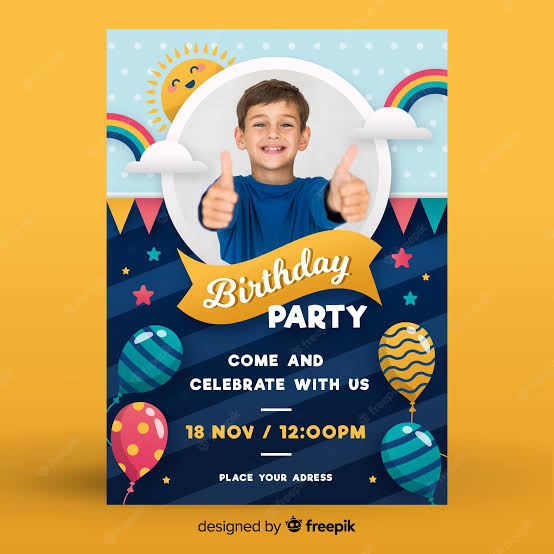 Birthday
PARTY
COME AND
CELEBRATE WITH US
18 NOV / 12:00PM
PLACE YOUR ADRESS
designed by freepik